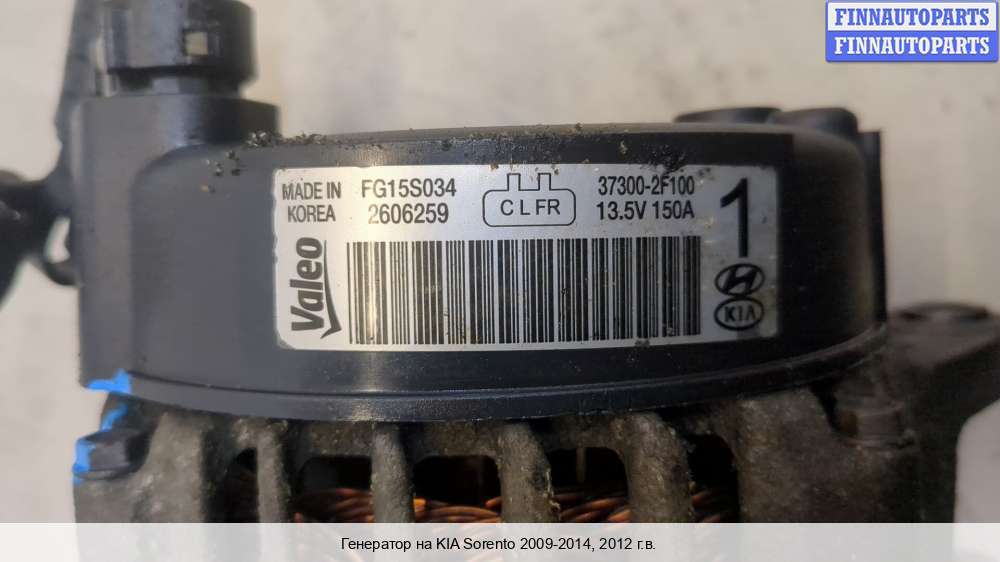 FINNAUTOPARTS
FINNAUTOPARTS
MADE IN KOREA
FG15S034
2606259
C L FR
37300-2F100
13.5V 150A
1
Valeo
KIA
Генератор на KIA Sorento 2009-2014, 2012 г.в.